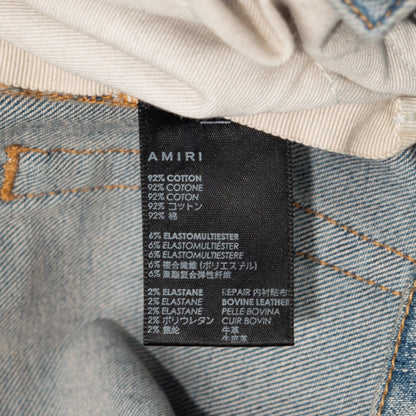 AMIRI
92% COTTON
92% COTONE
92% COTON
92% コットン
92% 棉
6% ELASTOMULTIESTER
6% ELASTOMULTIESTERE
6% ELASTOMULTIESTER
6% 複合繊維 (ポリエステル)
6% 聚酯复合弹性纤维
2% ELASTANE REPAIR 内衬贴布
2% ELASTANE BOVINE LEATHER
2% ELASTANE PELLE BOVINA
2% ポリウレタン CUIR BOVIN
2% 氨纶 牛革
牛皮革